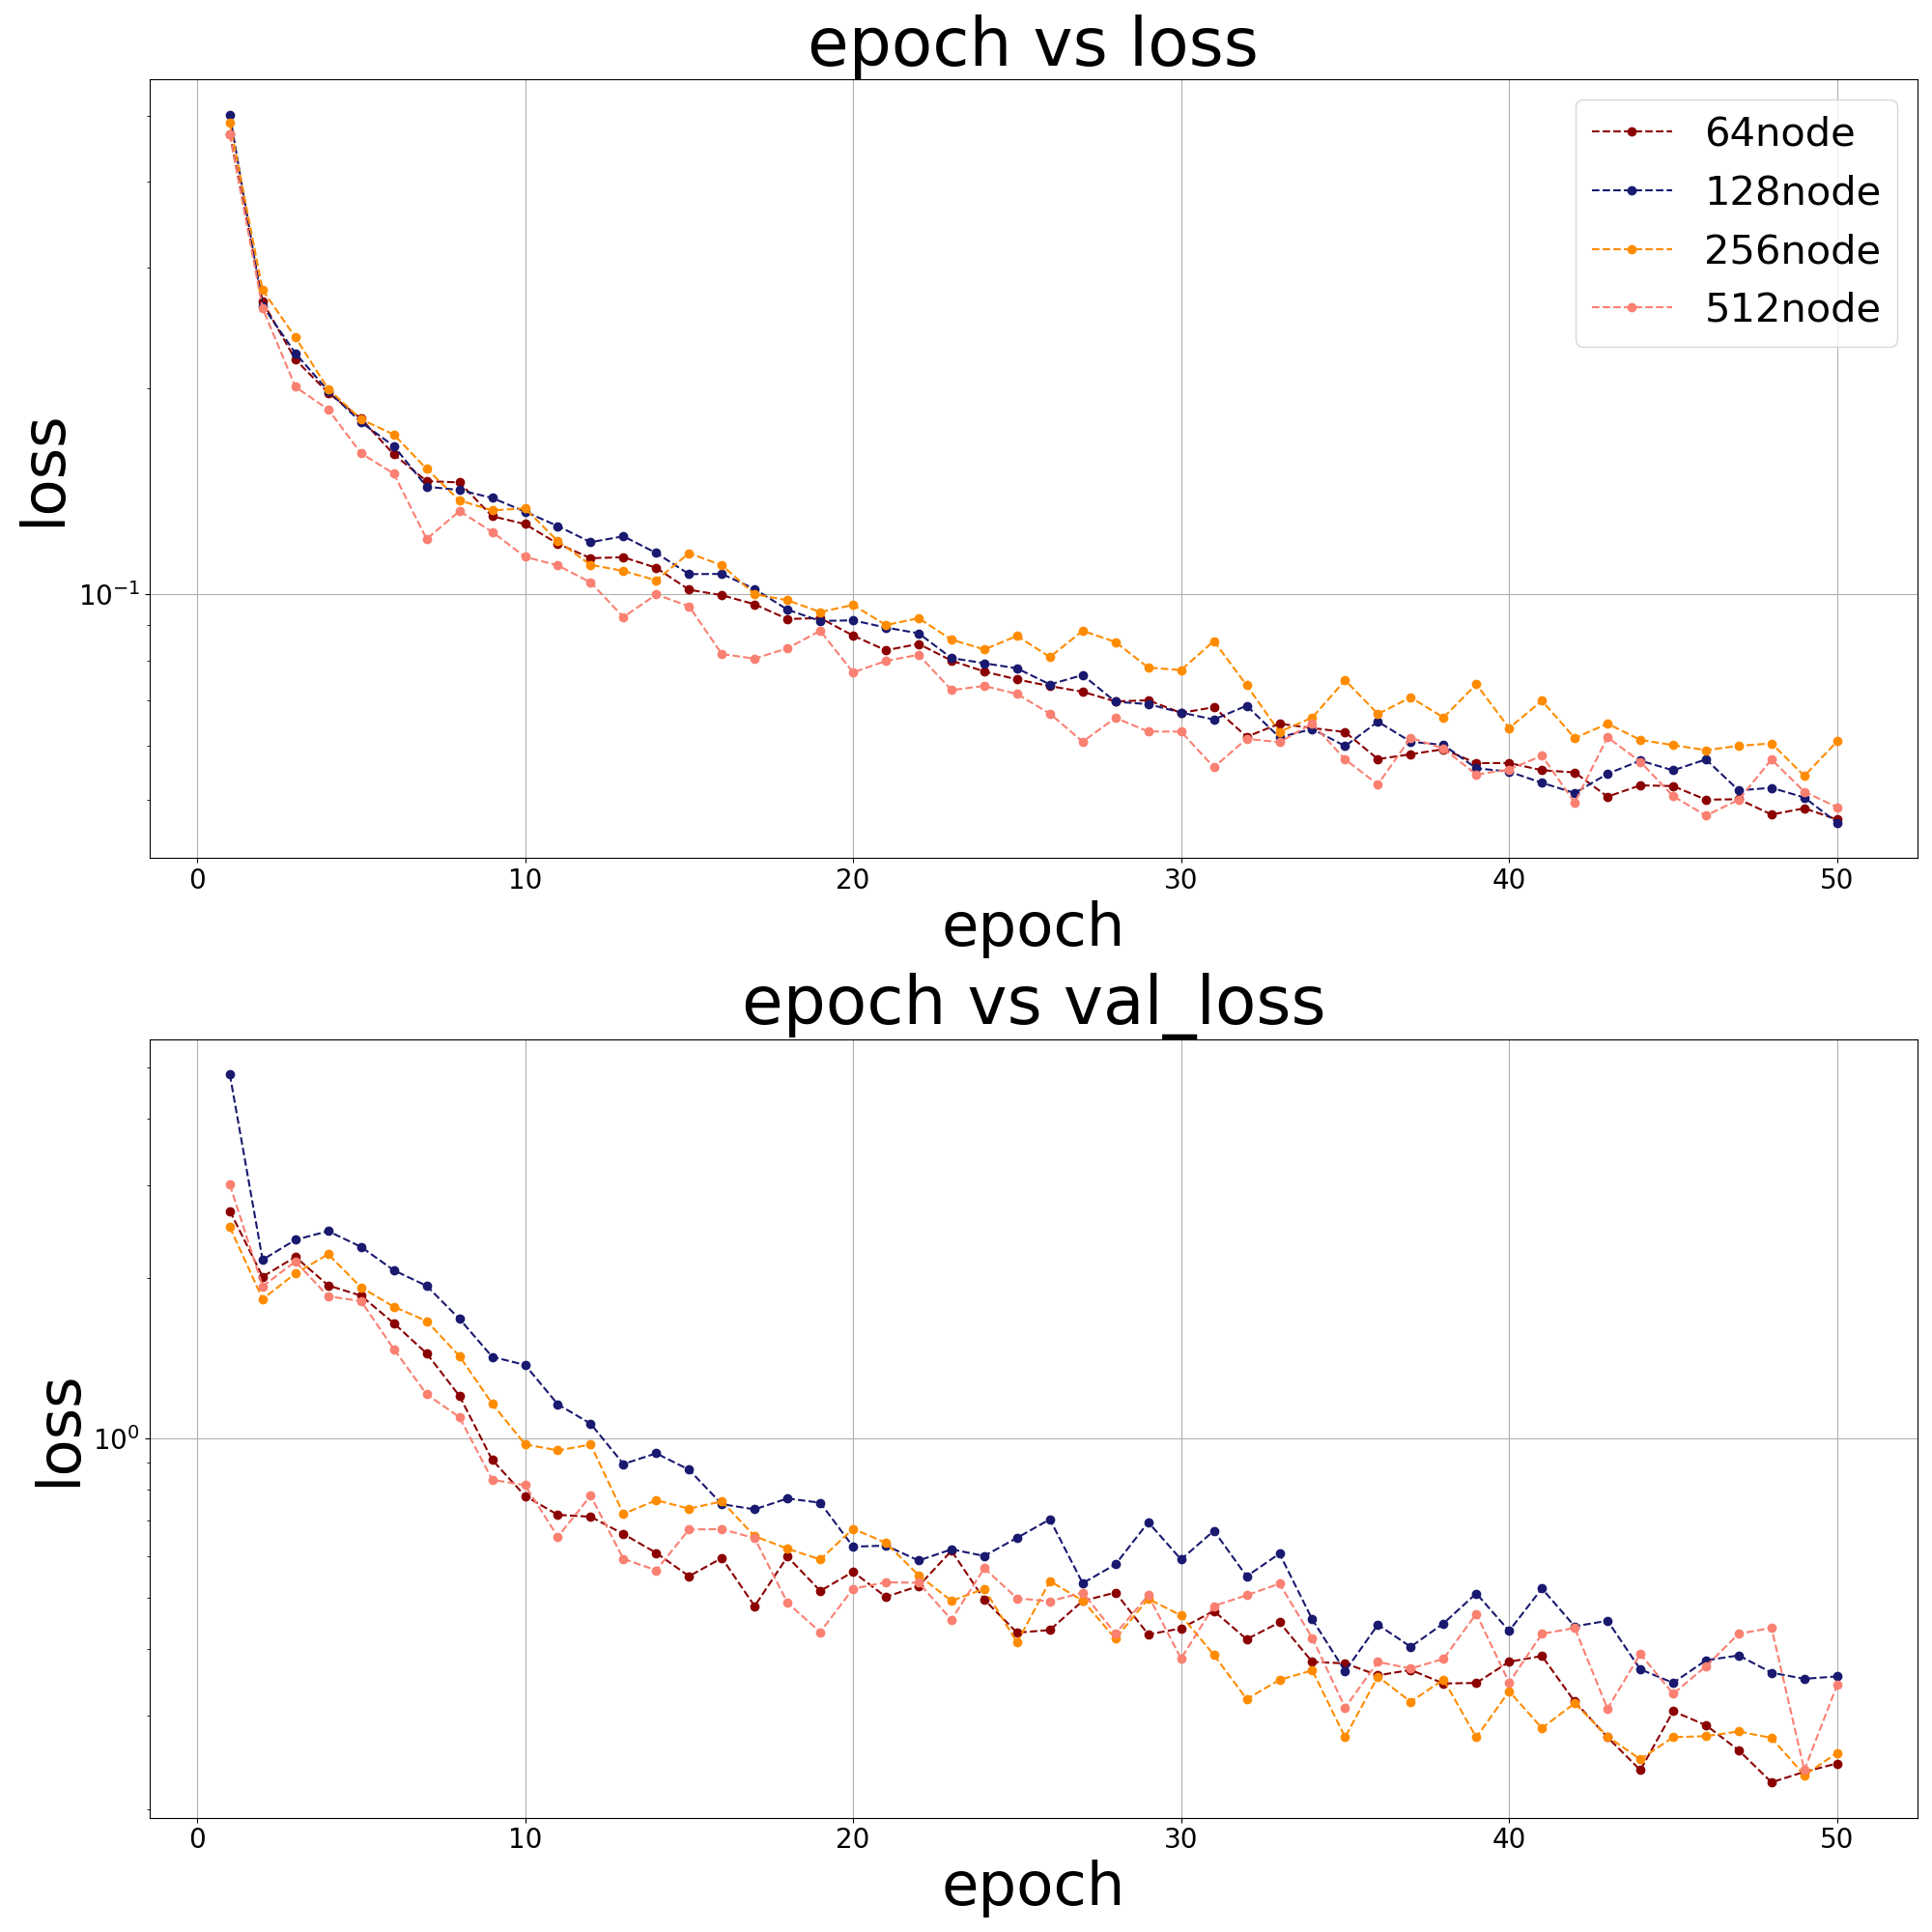 epoch vs loss
64node
128node
256node
512node
loss
10⁻¹
0 10 20 30 40 50
epoch
epoch vs val_loss
loss
10⁰
0 10 20 30 40 50
epoch